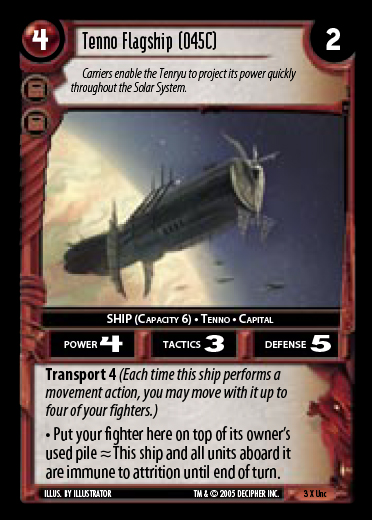 4 Tenno Flagship (045C) 2
Carriers enable the Tenryu to project its power quickly
throughout the Solar System.
SHIP (Capacity 6) • Tenno • Capital
POWER 4 TACTICS 3 DEFENSE 5
Transport 4 (Each time this ship performs a
movement action, you may move with it up to
four of your fighters.)
• Put your fighter here on top of its owner's
used pile ≈ This ship and all units aboard it
are immune to attrition until end of turn.
ILLUS. BY ILLUSTRATOR TM & © 2005 DECIPHER INC. 3 X Unc